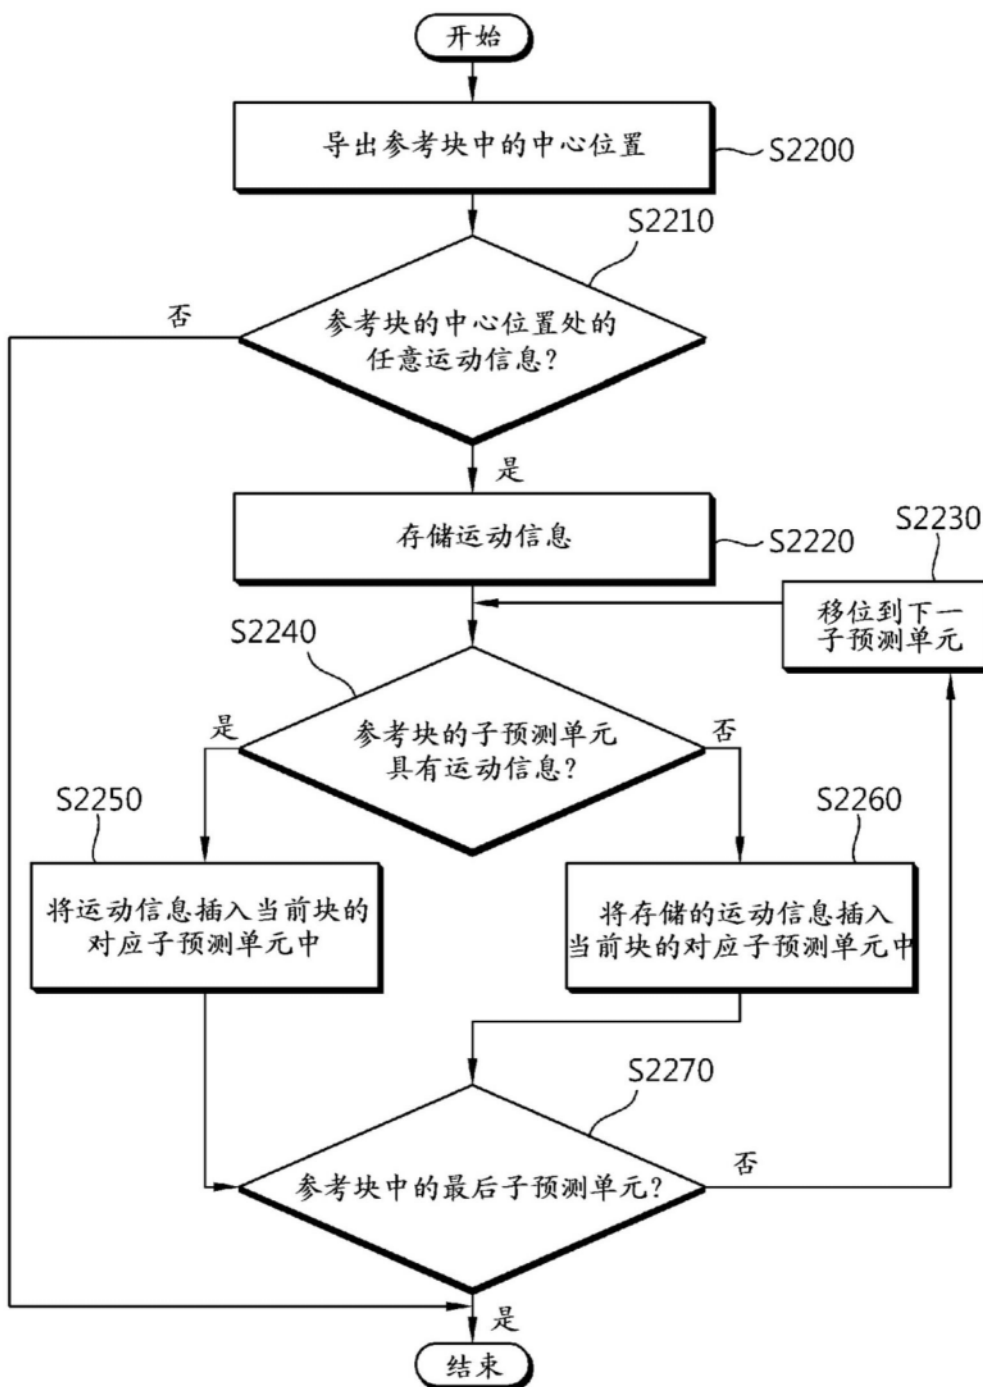 开始
导出参考块中的中心位置
S2200
S2210
否
参考块的中心位置处的
任意运动信息?
是
存储运动信息
S2220
S2230
移位到下一
子预测单元
S2240
是
参考块的子预测单元
具有运动信息?
否
S2250
S2260
将运动信息插入当前块的
对应子预测单元中
将存储的运动信息插入
当前块的对应子预测单元中
S2270
参考块中的最后子预测单元?
否
是
结束